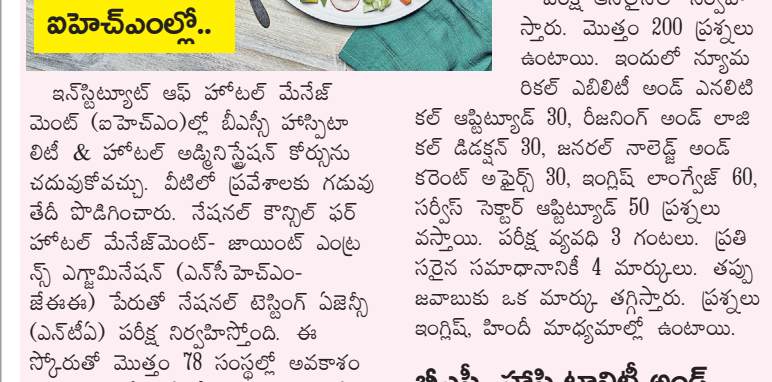 ఐహెచ్ఎంల్లో..
ఇన్‌స్టిట్యూట్ ఆఫ్ హోటల్ మేనేజ్
మెంట్ (ఐహెచ్ఎం)ల్లో బీఎస్సీ హాస్పిటా
లిటీ & హోటల్ అడ్మినిస్ట్రేషన్ కోర్సును
చదువుకోవచ్చు. వీటిలో ప్రవేశాలకు గడువు
తేదీ పొడిగించారు. నేషనల్ కౌన్సిల్ ఫర్
హోటల్ మేనేజ్‌మెంట్- జాయింట్ ఎంట్ర
న్స్ ఎగ్జామినేషన్ (ఎన్‌సీహెచ్ఎం-
జేఈఈ) పేరుతో నేషనల్ టెస్టింగ్ ఏజెన్సీ
(ఎన్‌టీఏ) పరీక్ష నిర్వహిస్తోంది. ఈ
స్కోరుతో మొత్తం 78 సంస్థల్లో అవకాశం
స్తారు. మొత్తం 200 ప్రశ్నలు
ఉంటాయి. ఇందులో న్యూమ
రికల్ ఎబిలిటీ అండ్ ఎనలిటి
కల్ ఆప్టిట్యూడ్ 30, రీజనింగ్ అండ్ లాజి
కల్ డిడక్షన్ 30, జనరల్ నాలెడ్జ్ అండ్
కరెంట్ అఫైర్స్ 30, ఇంగ్లిష్ లాంగ్వేజ్ 60,
సర్వీస్ సెక్టార్ ఆప్టిట్యూడ్ 50 ప్రశ్నలు
వస్తాయి. పరీక్ష వ్యవధి 3 గంటలు. ప్రతి
సరైన సమాధానానికీ 4 మార్కులు. తప్పు
జవాబుకు ఒక మార్కు తగ్గిస్తారు. ప్రశ్నలు
ఇంగ్లిష్, హిందీ మాధ్యమాల్లో ఉంటాయి.